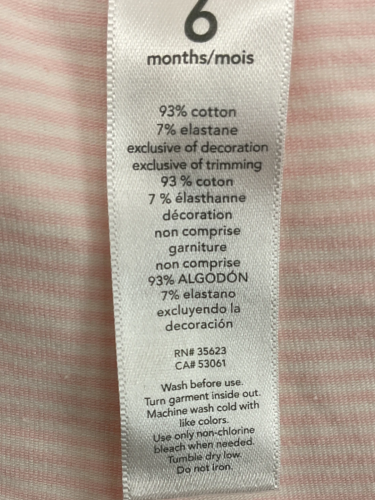 6
months/mois
93% cotton
7% elastane
exclusive of decoration
exclusive of trimming
93 % coton
7 % élasthanne
décoration
non comprise
garniture
non comprise
93% ALGODÓN
7% elastano
excluyendo la
decoración
RN# 35623
CA# 53061
Wash before use.
Turn garment inside out.
Machine wash cold with
like colors.
Use only non-chlorine
bleach when needed.
Tumble dry low.
Do not iron.